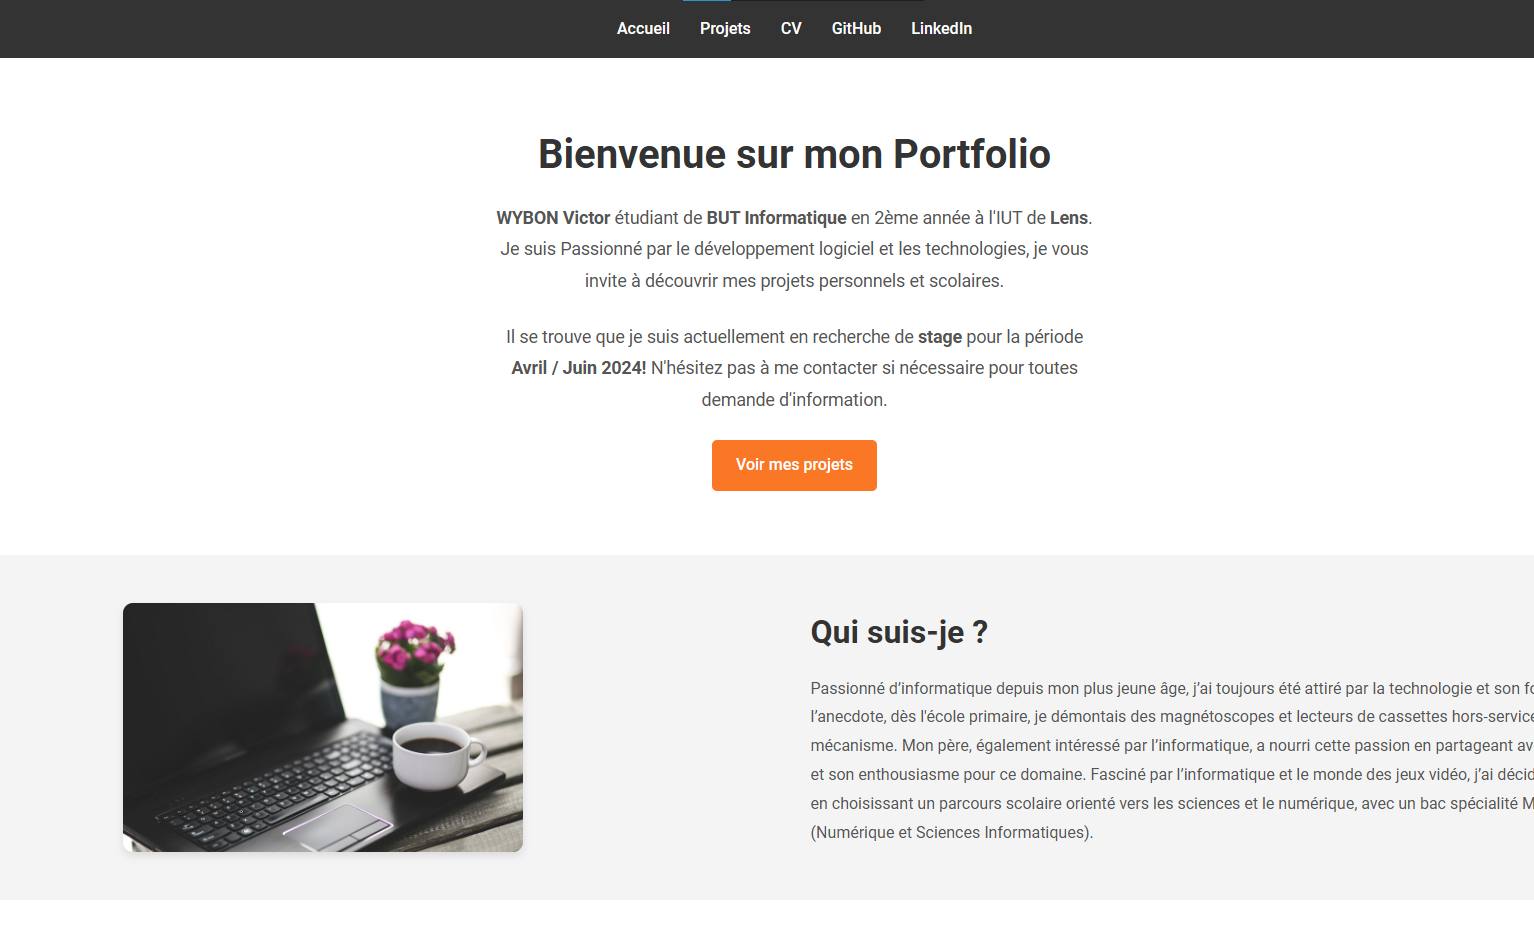 Accueil Projets CV GitHub LinkedIn
Bienvenue sur mon Portfolio
WYBON Victor étudiant de BUT Informatique en 2ème année à l'IUT de Lens.
Je suis Passionné par le développement logiciel et les technologies, je vous
invite à découvrir mes projets personnels et scolaires.
Il se trouve que je suis actuellement en recherche de stage pour la période
Avril / Juin 2024! N'hésitez pas à me contacter si nécessaire pour toutes
demande d'information.
Voir mes projets
Qui suis-je ?
Passionné d’informatique depuis mon plus jeune âge, j’ai toujours été attiré par la technologie et son
l’anecdote, dès l'école primaire, je démontais des magnétoscopes et lecteurs de cassettes hors-service
mécanisme. Mon père, également intéressé par l’informatique, a nourri cette passion en partageant
et son enthousiasme pour ce domaine. Fasciné par l’informatique et le monde des jeux vidéo, j’ai
en choisissant un parcours scolaire orienté vers les sciences et le numérique, avec un bac spécialité
(Numérique et Sciences Informatiques).